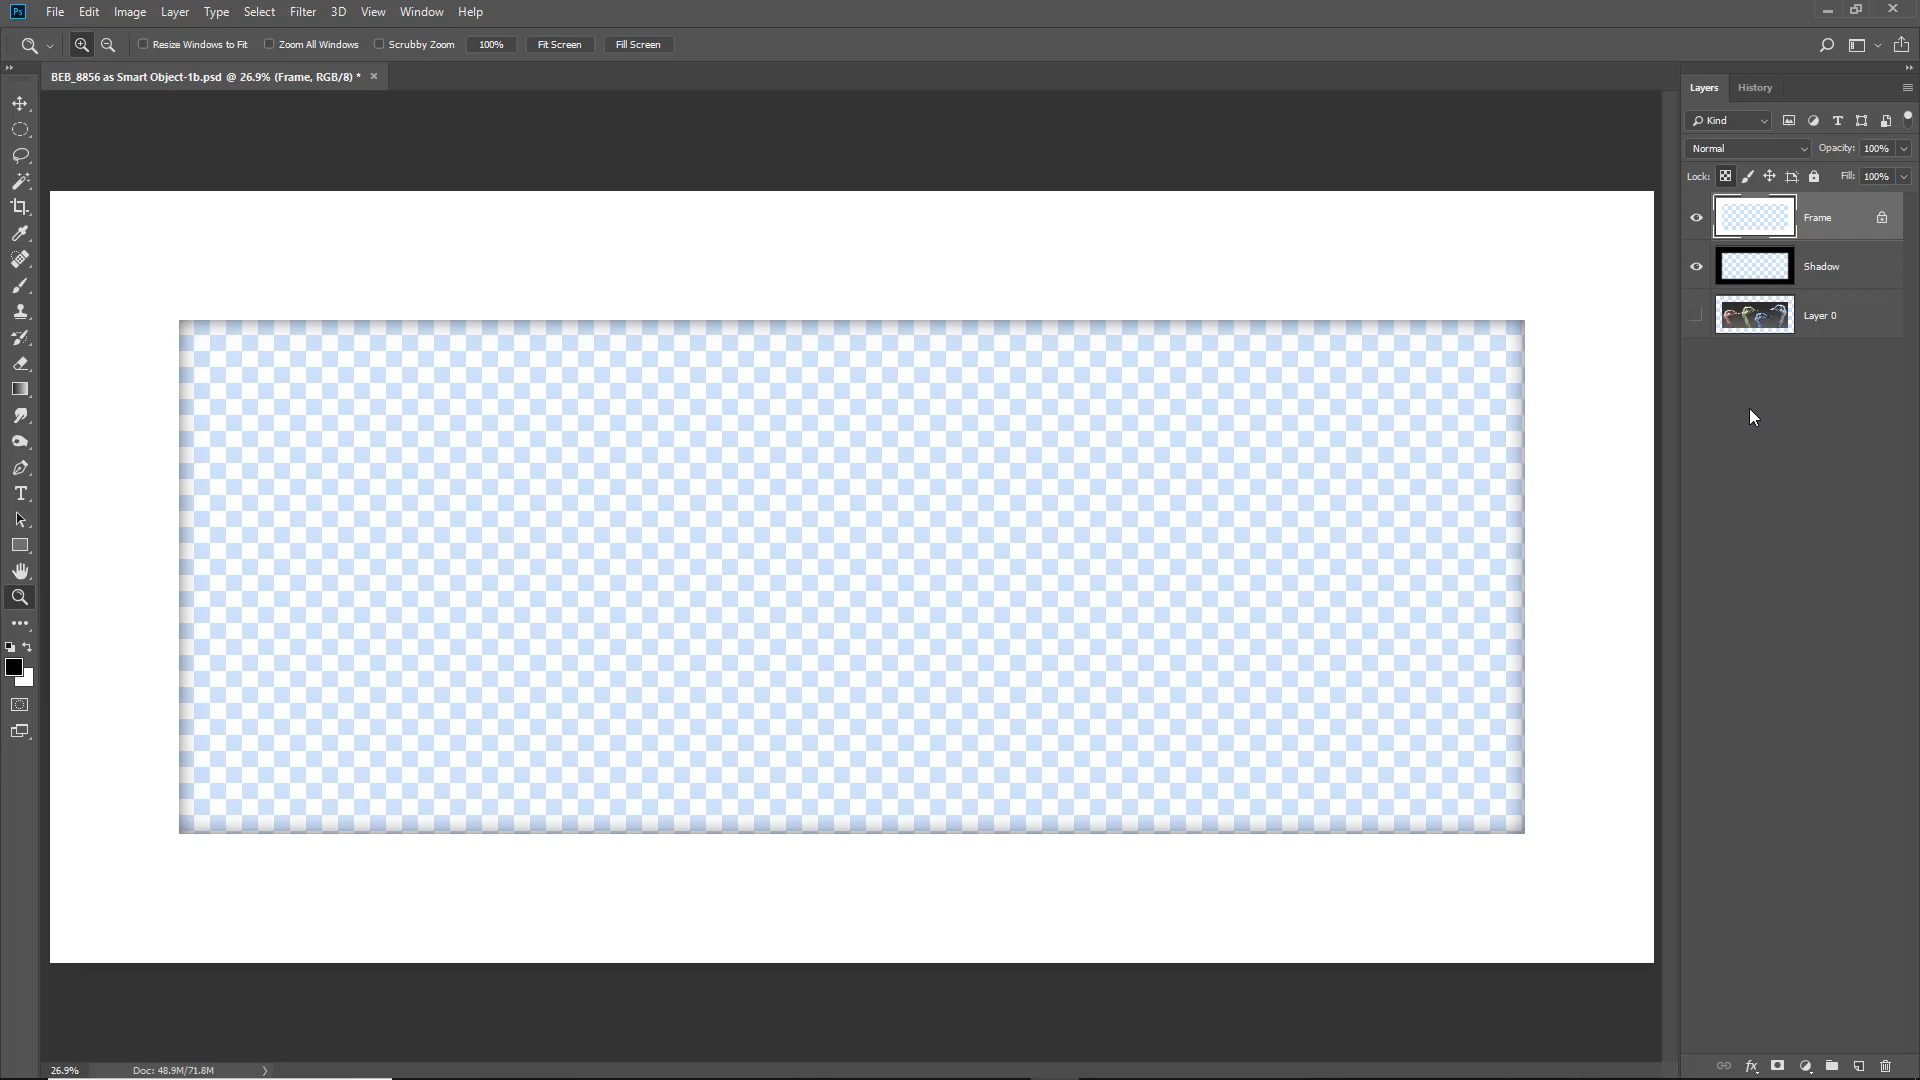 Ps File Edit Image Layer Type Select Filter 3D View Window Help
Resize Windows to Fit Zoom All Windows Scrubby Zoom 100% Fit Screen Fill Screen
BEB_8856 as Smart Object-1b.psd @ 26.9% (Frame, RGB/8) *
Layers History
Kind
Normal Opacity: 100%
Lock: Fill: 100%
Frame
Shadow
Layer 0
26.9% Doc: 48.9M/71.8M